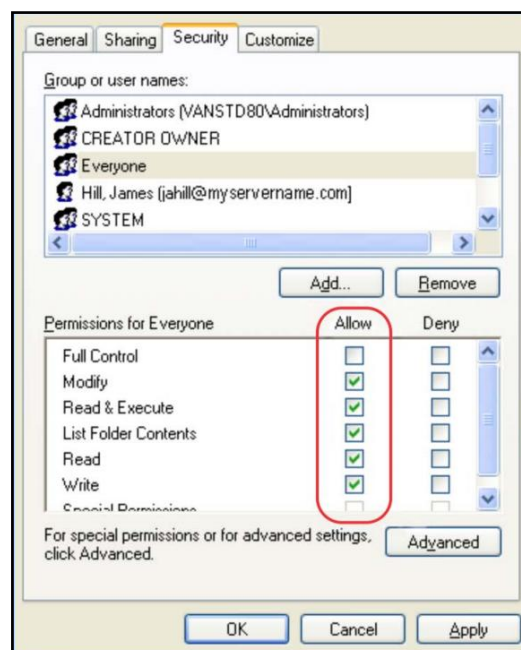 General Sharing Security Customize
Group or user names:
Administrators (VANSTD80\Administrators)
CREATOR OWNER
Everyone
Hill, James (jahill@myservername.com]
SYSTEM
Add... Remove
Permissions for Everyone Allow Deny
Full Control
Modify
Read & Execute
List Folder Contents
Read
Write
Special Permissions
For special permissions or for advanced settings, Advanced
click Advanced.
OK Cancel Apply